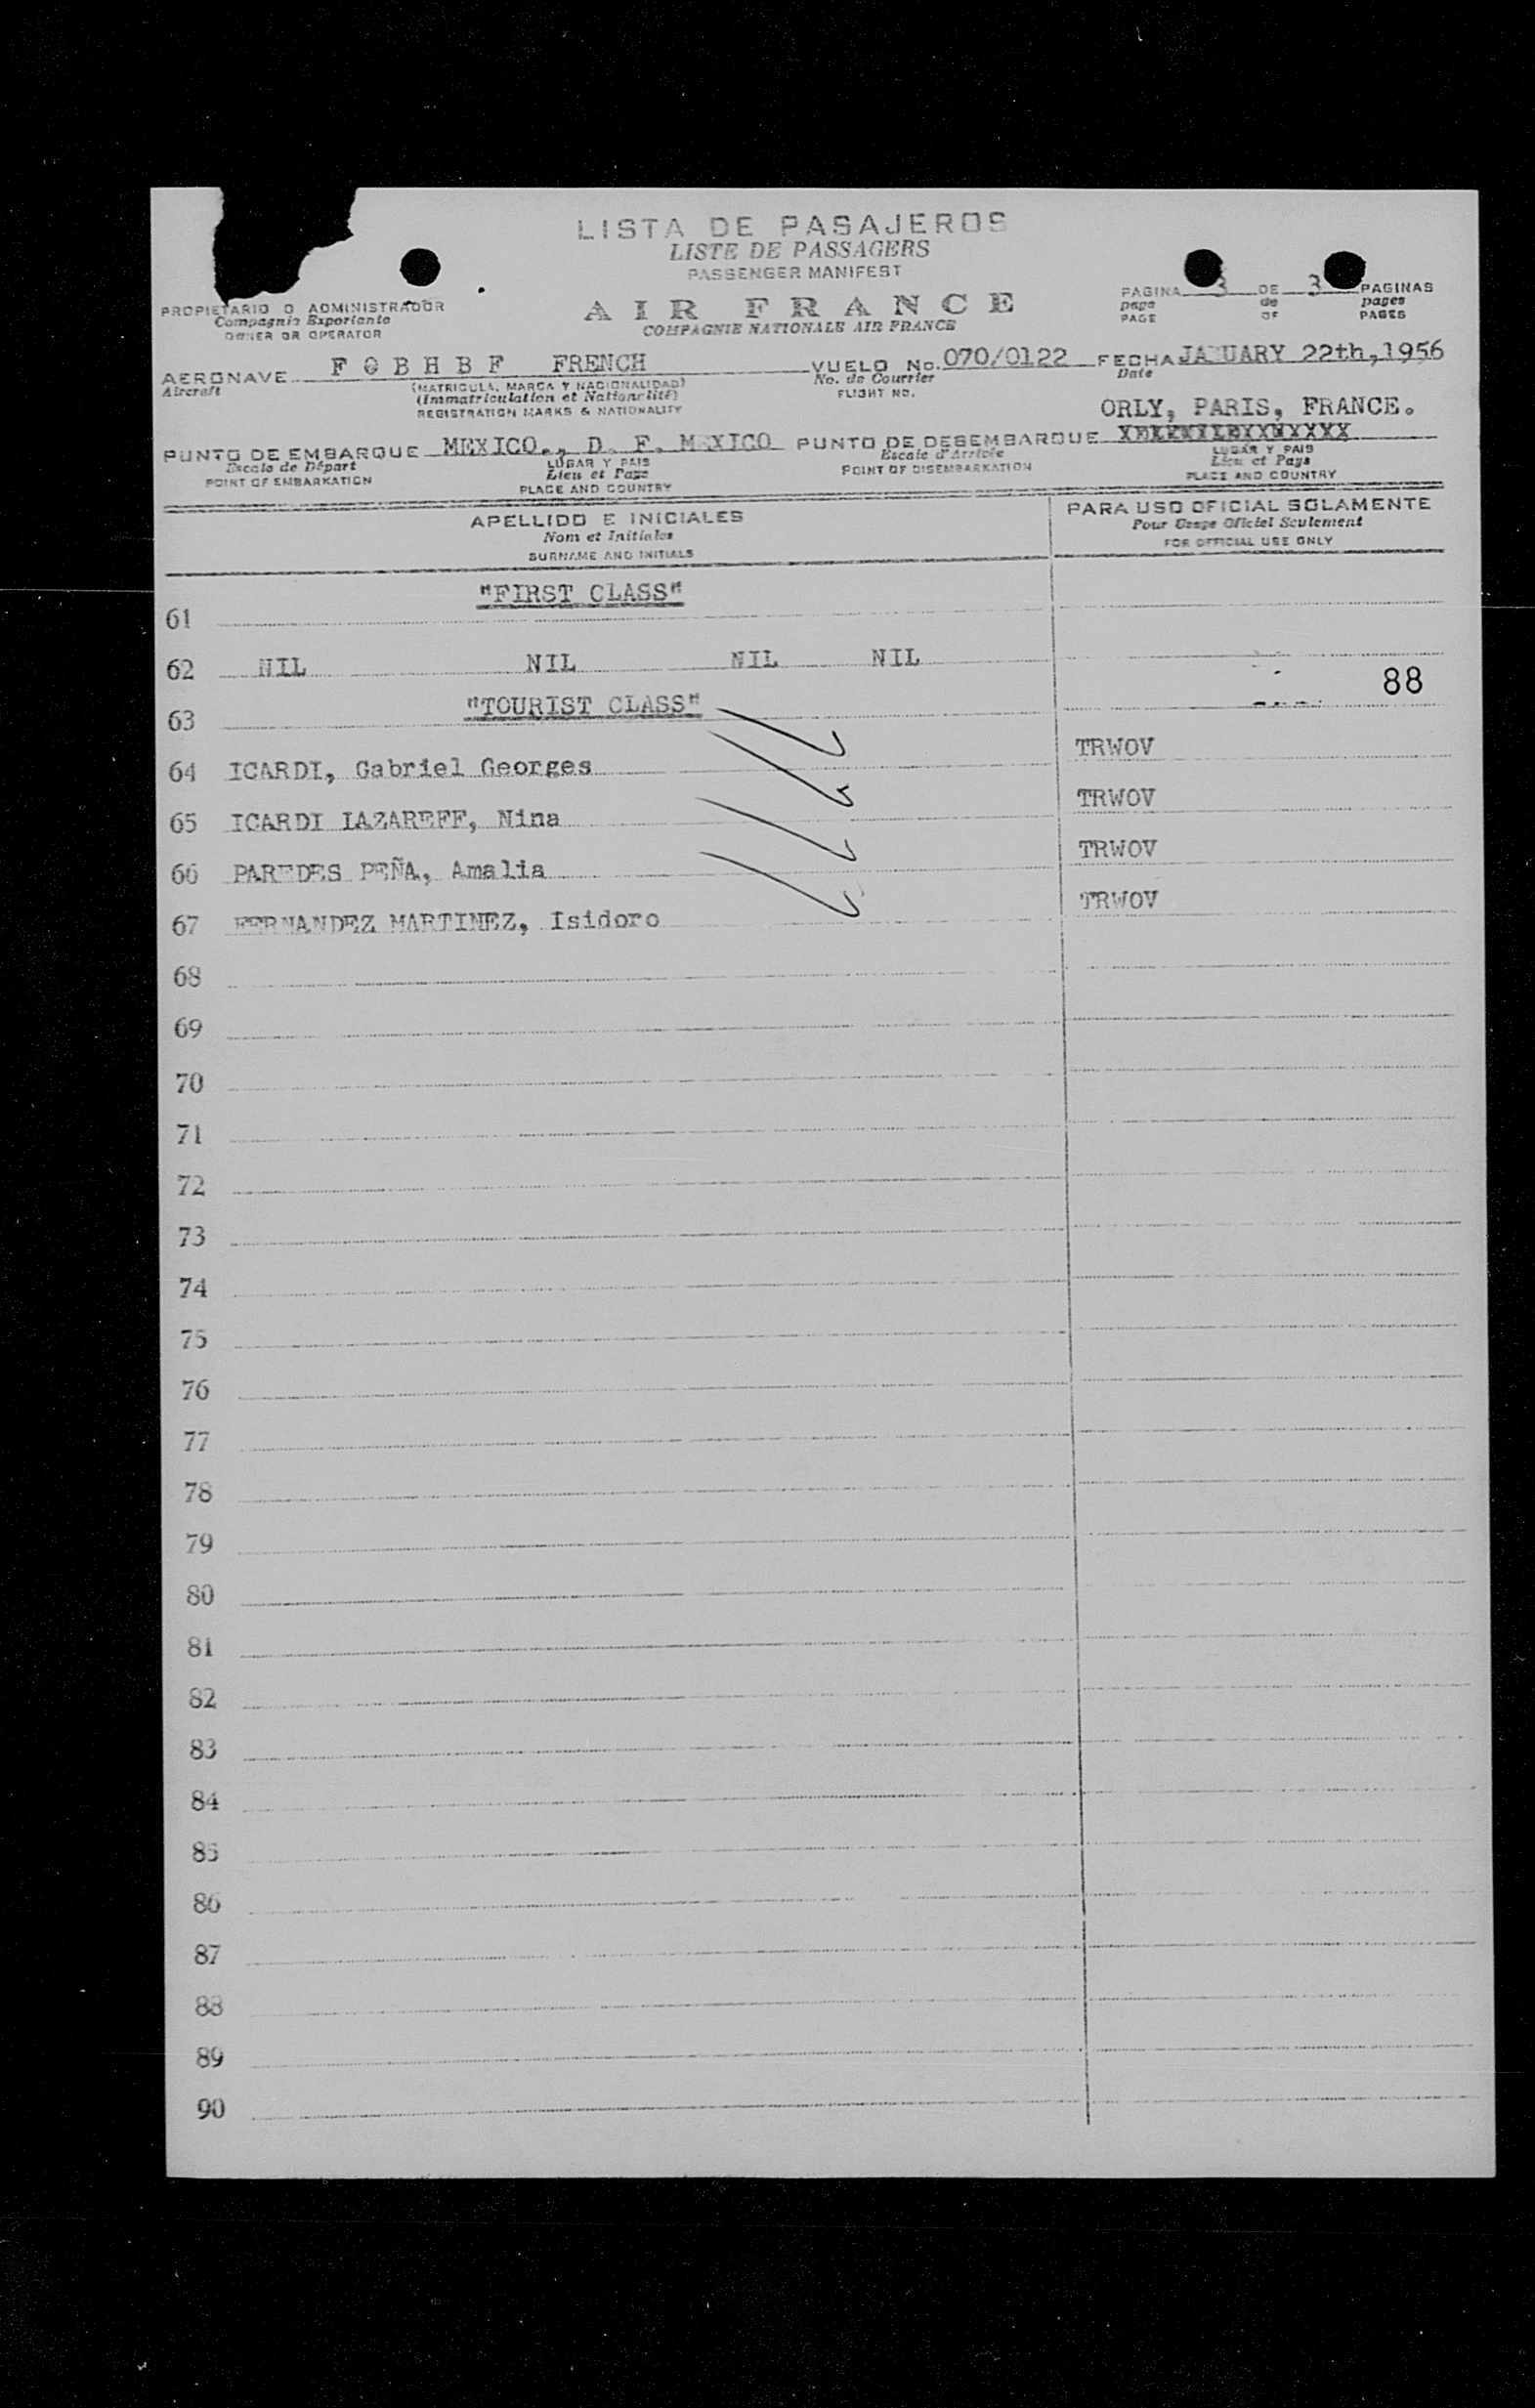 LISTA DE PASAJEROS
LISTE DE PASSAGERS
PASSENGER MANIFEST
PROPIETARIO O ADMINISTRADOR
Compagnie Exportante
OWNER OR OPERATOR
AIR FRANCE
COMPAGNIE NATIONALE AIR FRANCE
PAGINA 3 DE 3 PAGINAS
page de pages
PAGE OF PAGES
AERONAVE F O B H B F FRENCH VUELO No. 070/0122 FECHA JANUARY 22th, 1956
Aircraft (MATRICULA, MARCA Y NACIONALIDAD) No. de Courrier Date
(Immatriculation et Nationalité) FLIGHT NO.
REGISTRATION MARKS & NATIONALITY
ORLY, PARIS, FRANCE.
PUNTO DE EMBARQUE MEXICO., D. F. MEXICO PUNTO DE DESEMBARQUE
Escale de Départ LUGAR Y PAIS Escale d'Arrivée LUGAR Y PAIS
POINT OF EMBARKATION Lieu et Pays POINT OF DISEMBARKATION Lieu et Pays
PLACE AND COUNTRY PLACE AND COUNTRY
APELLIDO E INICIALES PARA USO OFICIAL SOLAMENTE
Nom et Initiales Pour Usage Officiel Seulement
SURNAME AND INITIALS FOR OFFICIAL USE ONLY
"FIRST CLASS"
61
62 NIL NIL NIL NIL
88
63 "TOURIST CLASS"
64 ICARDI, Gabriel Georges TRWOV
65 ICARDI LAZAREFF, Nina TRWOV
66 PAREDES PEÑA, Amalia TRWOV
67 FERNANDEZ MARTINEZ, Isidoro TRWOV
68
69
70
71
72
73
74
75
76
77
78
79
80
81
82
83
84
85
86
87
88
89
90